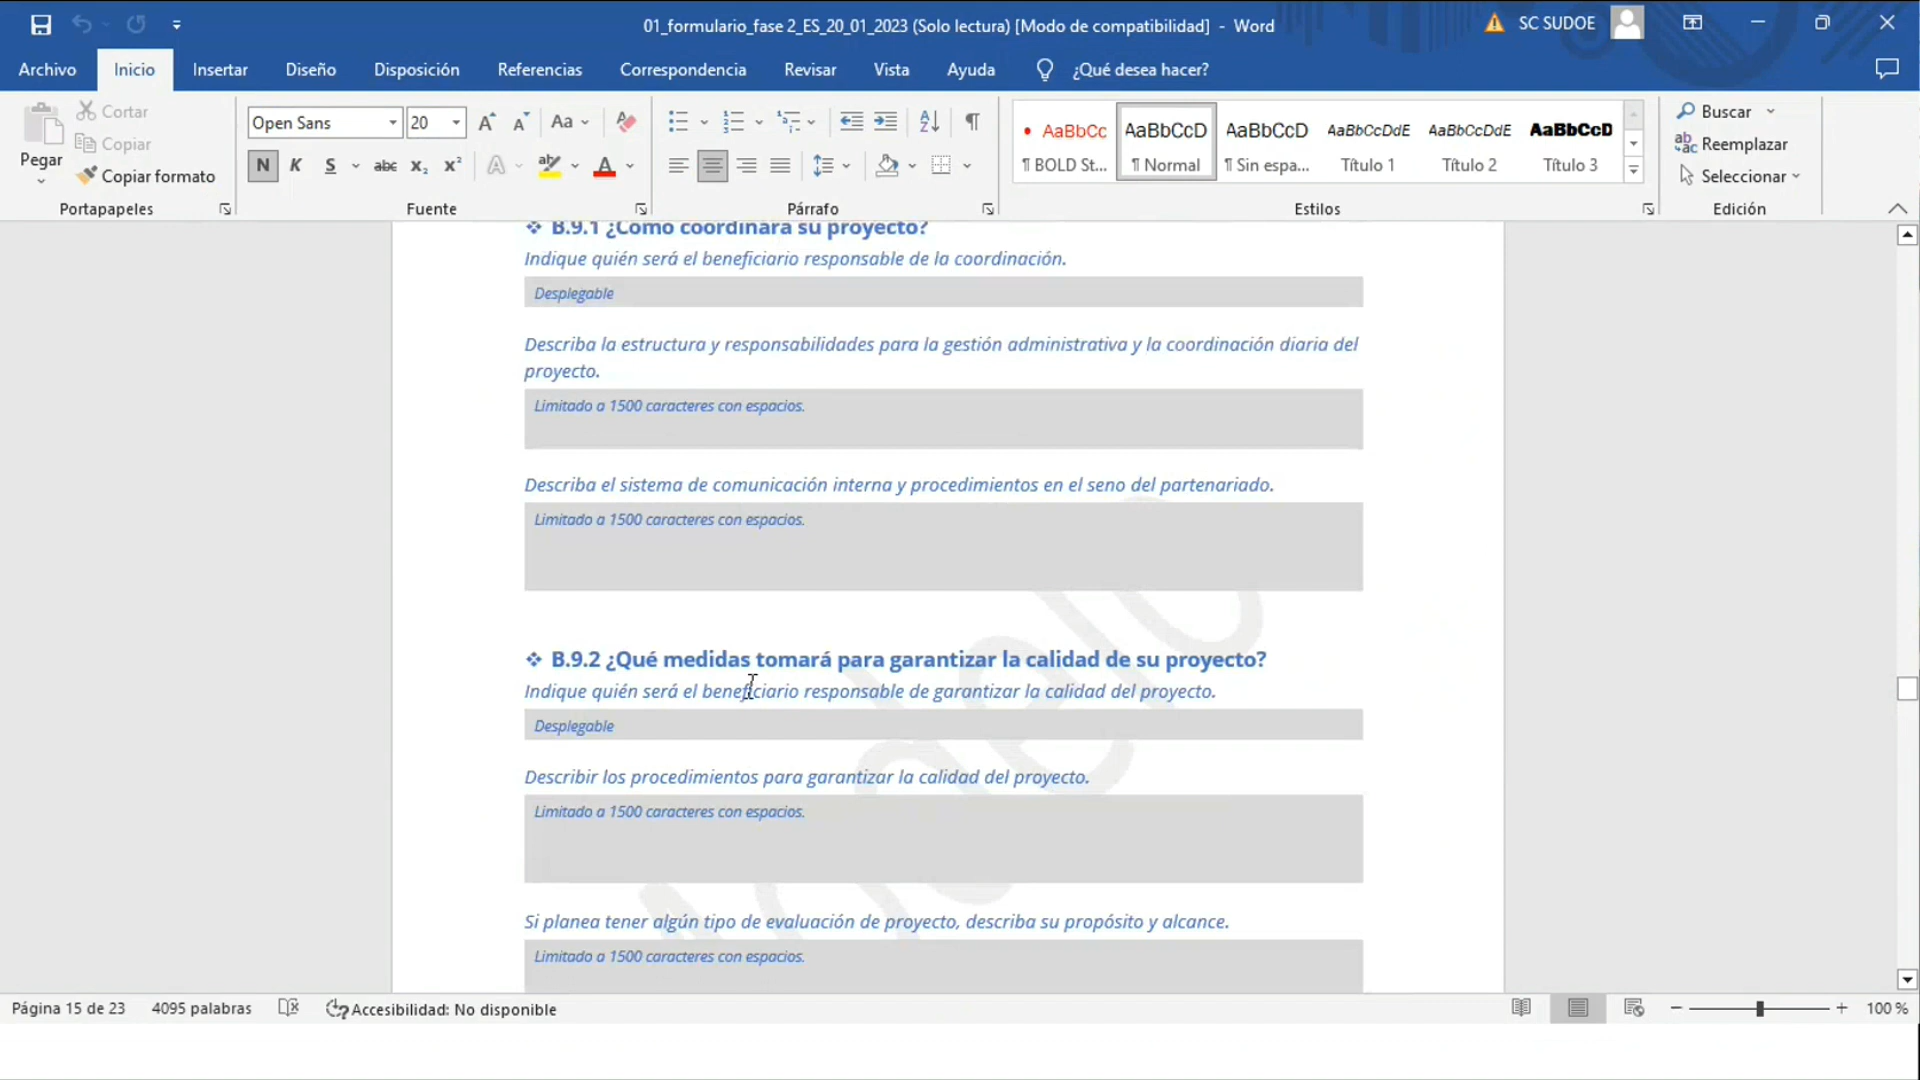 01_formulario_fase 2_ES_20_01_2023 (Solo lectura) [Modo de compatibilidad] - Word
SC SUDOE
Archivo Inicio Insertar Diseño Disposición Referencias Correspondencia Revisar Vista Ayuda ¿Qué desea hacer?
Pegar
Cortar
Copiar
Copiar formato
Portapapeles
Open Sans 20 Aa
N K S abc x₂ x² A A
Fuente
Párrafo
AaBbCc AaBbCcD AaBbCcD AaBbCcDdE AaBbCcDdE AaBbCcD
¶ BOLD St... ¶ Normal ¶ Sin espa... Título 1 Título 2 Título 3
Estilos
Buscar
Reemplazar
Seleccionar
Edición
❖ B.9.1 ¿Cómo coordinará su proyecto?
Indique quién será el beneficiario responsable de la coordinación.
Desplegable
Describa la estructura y responsabilidades para la gestión administrativa y la coordinación diaria del
proyecto.
Limitado a 1500 caracteres con espacios.
Describa el sistema de comunicación interna y procedimientos en el seno del partenariado.
Limitado a 1500 caracteres con espacios.
❖ B.9.2 ¿Qué medidas tomará para garantizar la calidad de su proyecto?
Indique quién será el beneficiario responsable de garantizar la calidad del proyecto.
Desplegable
Describir los procedimientos para garantizar la calidad del proyecto.
Limitado a 1500 caracteres con espacios.
Si planea tener algún tipo de evaluación de proyecto, describa su propósito y alcance.
Limitado a 1500 caracteres con espacios.
Página 15 de 23 4095 palabras Accesibilidad: No disponible 100 %